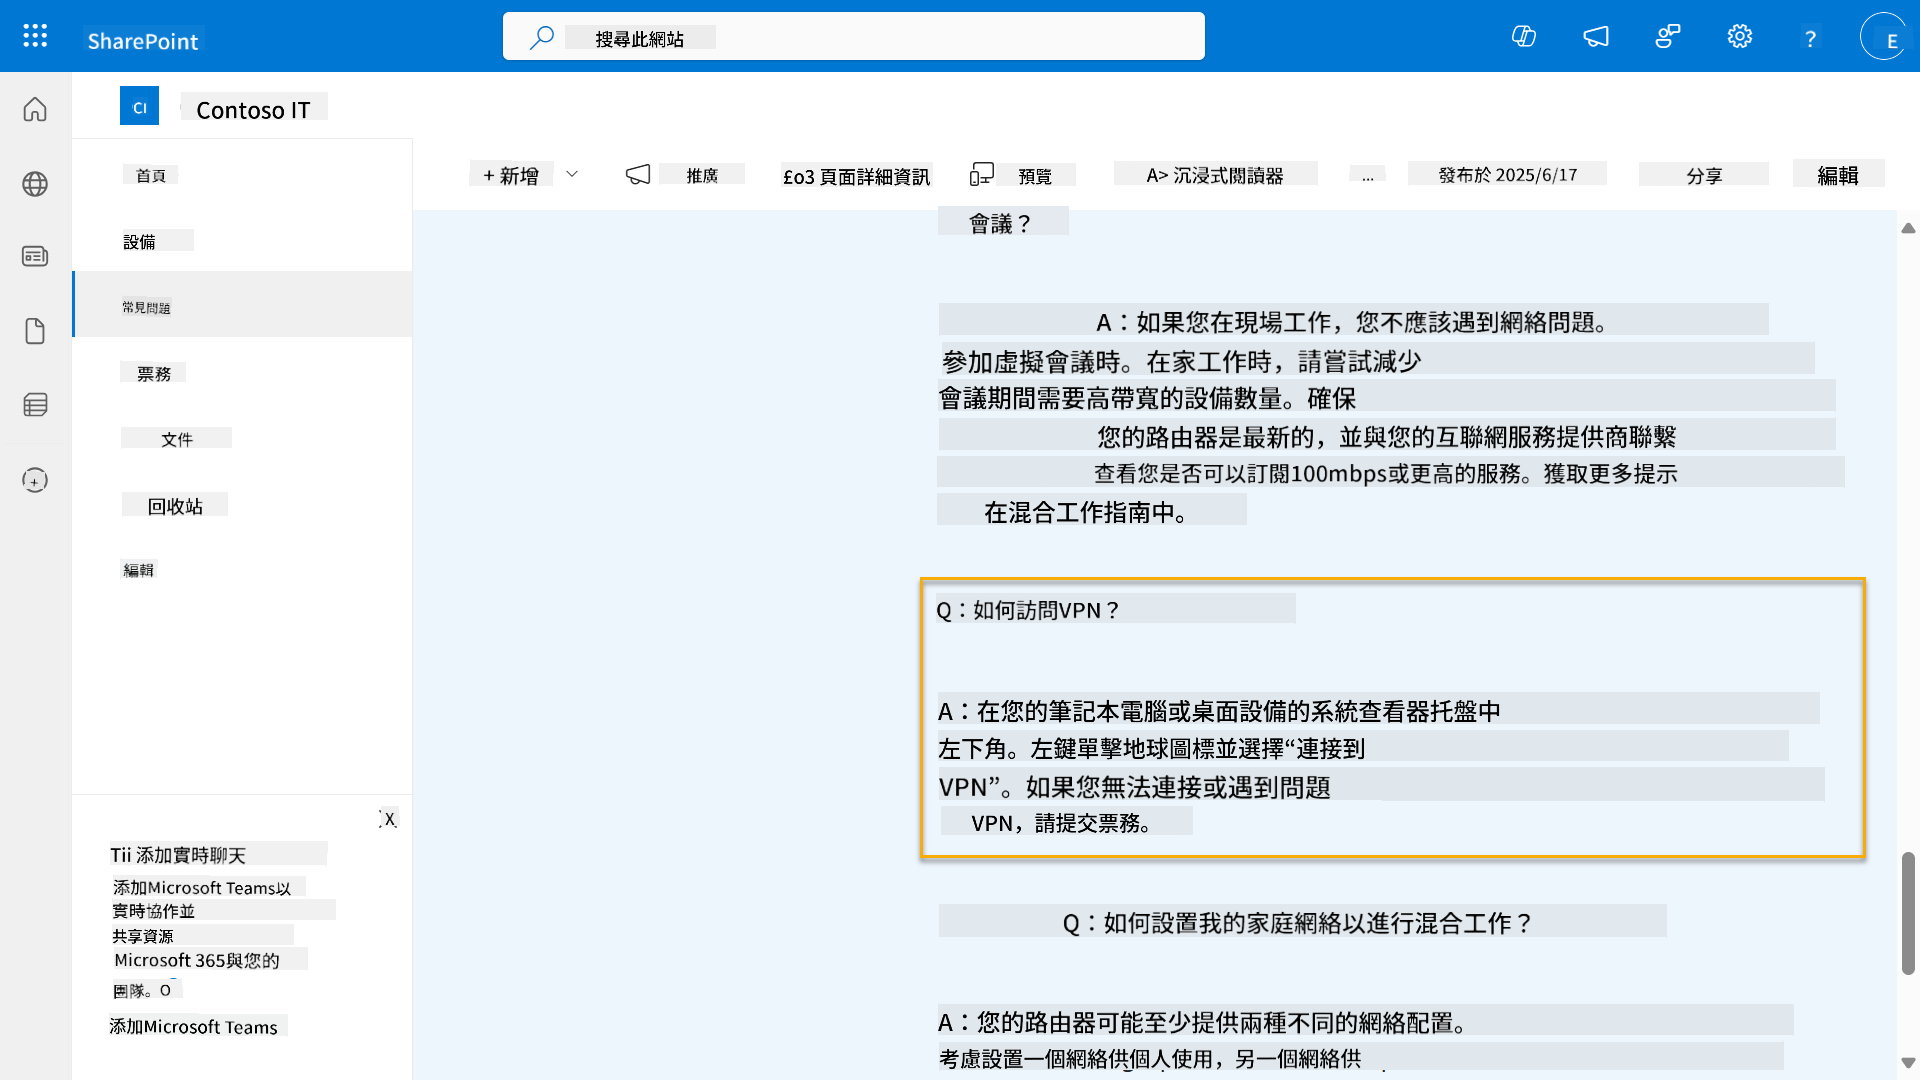 SharePoint
搜尋此網站
?
E
CI
Contoso IT
首頁
設備
常見問題
票務
文件
回收站
編輯
+ 新增
推廣
£o3 頁面詳細資訊
預覽
A> 沉浸式閱讀器
...
發布於 2025/6/17
分享
編輯
會議？
A：如果您在現場工作，您不應該遇到網絡問題。
參加虛擬會議時。在家工作時，請嘗試減少
會議期間需要高帶寬的設備數量。確保
您的路由器是最新的，並與您的互聯網服務提供商聯繫
查看您是否可以訂閱100mbps或更高的服務。獲取更多提示
在混合工作指南中。
Q：如何訪問VPN？
A：在您的筆記本電腦或桌面設備的系統查看器托盤中
左下角。左鍵單擊地球圖標並選擇“連接到
VPN”。如果您無法連接或遇到問題
VPN，請提交票務。
Q：如何設置我的家庭網絡以進行混合工作？
A：您的路由器可能至少提供兩種不同的網絡配置。
考慮設置一個網絡供個人使用，另一個網絡供
X
Tii 添加實時聊天
添加Microsoft Teams以
實時協作並
共享資源
Microsoft 365與您的
團隊。O
添加Microsoft Teams